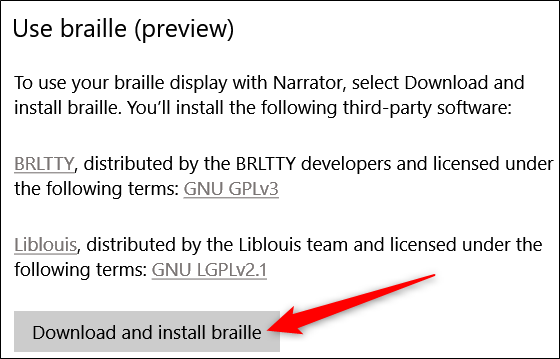 Use braille (preview)
To use your braille display with Narrator, select Download and
install braille. You’ll install the following third-party software:
BRLTTY, distributed by the BRLTTY developers and licensed under
the following terms: GNU GPLv3
Liblouis, distributed by the Liblouis team and licensed under the
following terms: GNU LGPLv2.1
Download and install braille